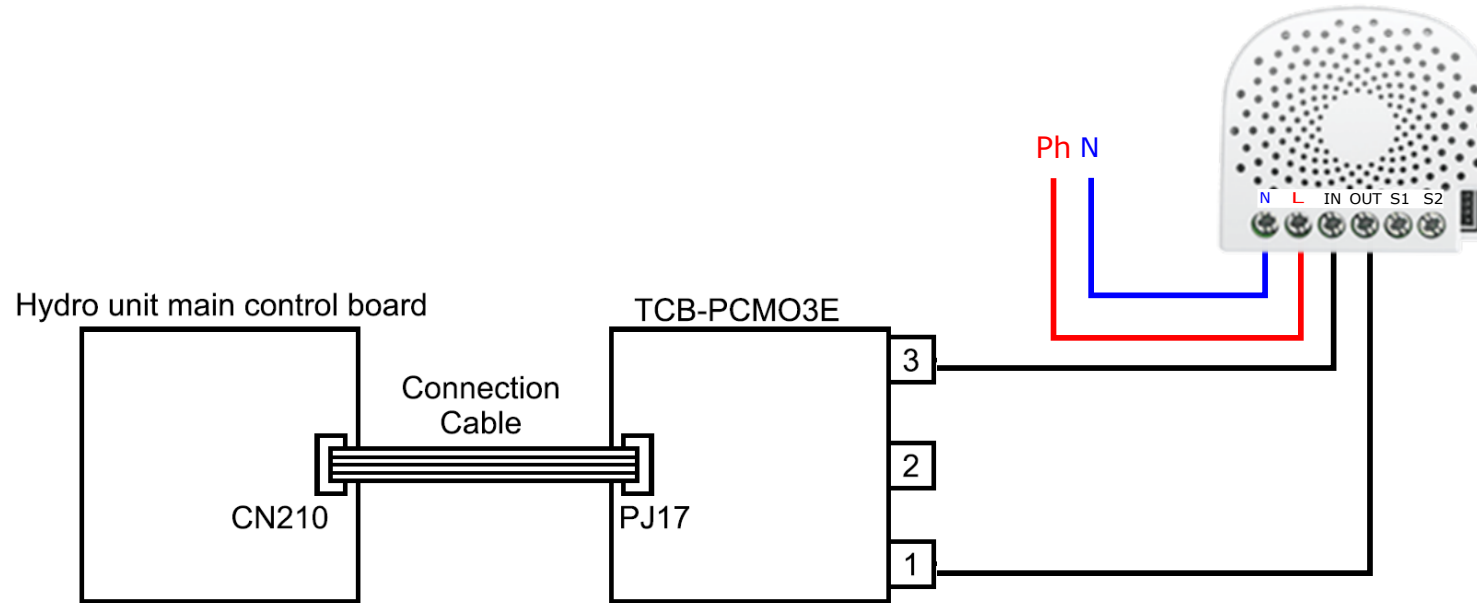 Ph N
N L IN OUT S1 S2
Hydro unit main control board
TCB-PCMO3E
3
Connection
Cable
2
CN210
PJ17
1